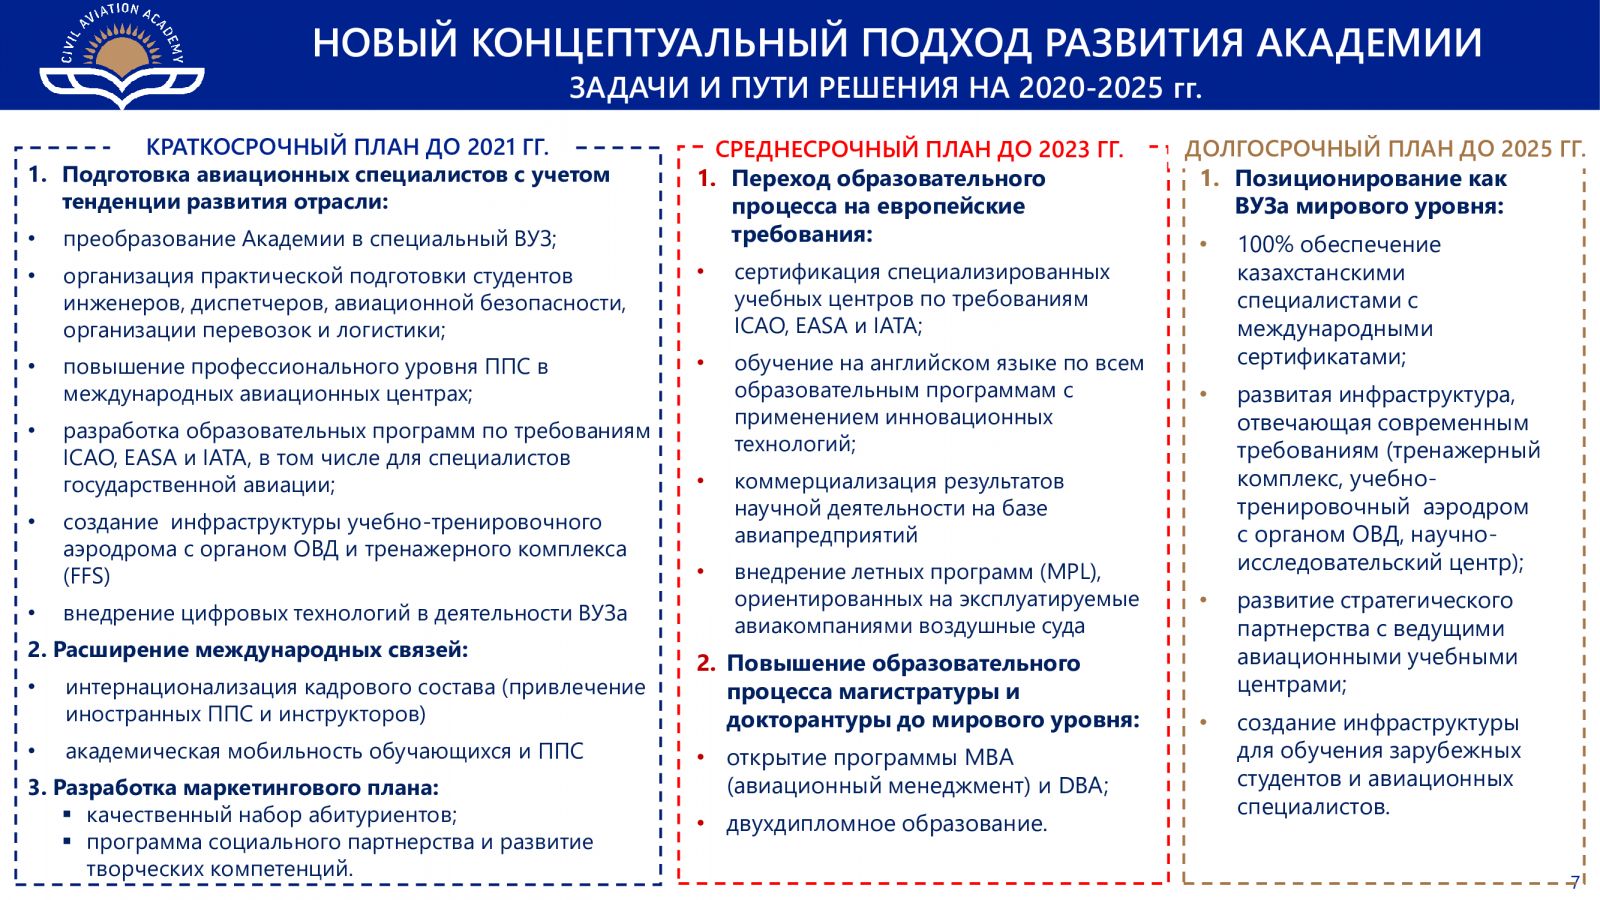 CIVIL AVIATION ACADEMY
НОВЫЙ КОНЦЕПТУАЛЬНЫЙ ПОДХОД РАЗВИТИЯ АКАДЕМИИ
ЗАДАЧИ И ПУТИ РЕШЕНИЯ НА 2020-2025 гг.
КРАТКОСРОЧНЫЙ ПЛАН ДО 2021 ГГ.
1. Подготовка авиационных специалистов с учетом
тенденции развития отрасли:
• преобразование Академии в специальный ВУЗ;
• организация практической подготовки студентов
инженеров, диспетчеров, авиационной безопасности,
организации перевозок и логистики;
• повышение профессионального уровня ППС в
международных авиационных центрах;
• разработка образовательных программ по требованиям
ICAO, EASA и IATA, в том числе для специалистов
государственной авиации;
• создание инфраструктуры учебно-тренировочного
аэродрома с органом ОВД и тренажерного комплекса
(FFS)
• внедрение цифровых технологий в деятельности ВУЗа
2. Расширение международных связей:
• интернационализация кадрового состава (привлечение
иностранных ППС и инструкторов)
• академическая мобильность обучающихся и ППС
3. Разработка маркетингового плана:
▪ качественный набор абитуриентов;
▪ программа социального партнерства и развитие
творческих компетенций.
СРЕДНЕСРОЧНЫЙ ПЛАН ДО 2023 ГГ.
1. Переход образовательного
процесса на европейские
требования:
• сертификация специализированных
учебных центров по требованиям
ICAO, EASA и IATA;
• обучение на английском языке по всем
образовательным программам с
применением инновационных
технологий;
• коммерциализация результатов
научной деятельности на базе
авиапредприятий
• внедрение летных программ (MPL),
ориентированных на эксплуатируемые
авиакомпаниями воздушные суда
2. Повышение образовательного
процесса магистратуры и
докторантуры до мирового уровня:
• открытие программы MBA
(авиационный менеджмент) и DBA;
• двухдипломное образование.
ДОЛГОСРОЧНЫЙ ПЛАН ДО 2025 ГГ.
1. Позиционирование как
ВУЗа мирового уровня:
• 100% обеспечение
казахстанскими
специалистами с
международными
сертификатами;
• развитая инфраструктура,
отвечающая современным
требованиям (тренажерный
комплекс, учебно-
тренировочный аэродром
с органом ОВД, научно-
исследовательский центр);
• развитие стратегического
партнерства с ведущими
авиационными учебными
центрами;
• создание инфраструктуры
для обучения зарубежных
студентов и авиационных
специалистов.
7